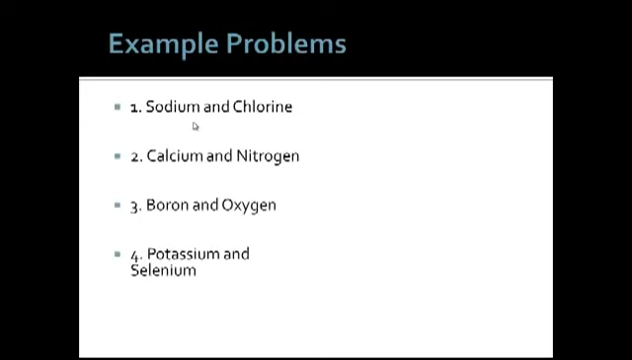 Example Problems
1. Sodium and Chlorine
2. Calcium and Nitrogen
3. Boron and Oxygen
4. Potassium and
Selenium